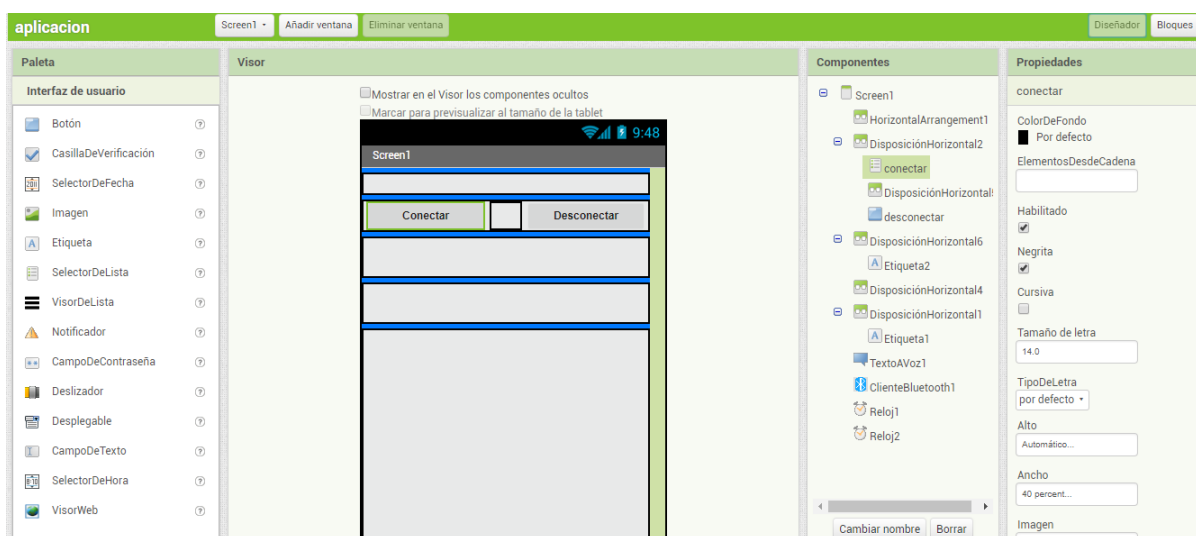 aplicacion
Screen1
Añadir ventana
Eliminar ventana
Diseñador
Bloques
Paleta
Interfaz de usuario
Botón
CasillaDeVerificación
SelectorDeFecha
Imagen
Etiqueta
SelectorDeLista
VisorDeLista
Notificador
CampoDeContraseña
Deslizador
Desplegable
CampoDeTexto
SelectorDeHora
VisorWeb
Visor
Mostrar en el Visor los componentes ocultos
Marcar para previsualizar al tamaño de la tablet
9:48
Screen1
Conectar
Desconectar
Componentes
Screen1
HorizontalArrangement1
DisposiciónHorizontal2
conectar
DisposiciónHorizontal5
desconectar
DisposiciónHorizontal6
Etiqueta2
DisposiciónHorizontal4
DisposiciónHorizontal1
Etiqueta1
TextoAVoz1
ClienteBluetooth1
Reloj1
Reloj2
Cambiar nombre
Borrar
Propiedades
conectar
ColorDeFondo
Por defecto
ElementosDesdeCadena
Habilitado
Negrita
Cursiva
Tamaño de letra
14.0
TipoDeLetra
por defecto
Alto
Automático...
Ancho
40 percent...
Imagen